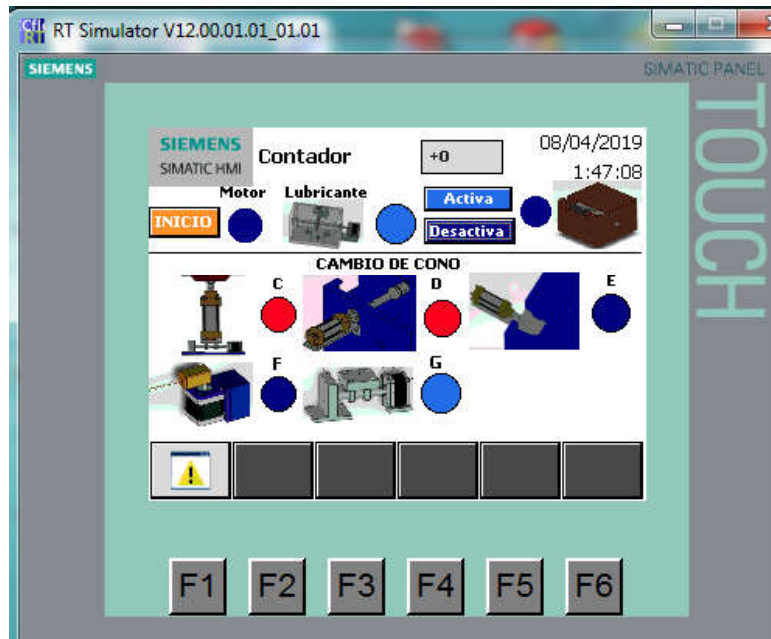 RT Simulator V12.00.01.01_01.01
SIEMENS
SIMATIC PANEL
TOUCH
SIEMENS
SIMATIC HMI
Contador
+0
08/04/2019
1:47:08
Motor
Lubricante
INICIO
Activa
Desactiva
CAMBIO DE CONO
C
D
E
F
G
F1
F2
F3
F4
F5
F6